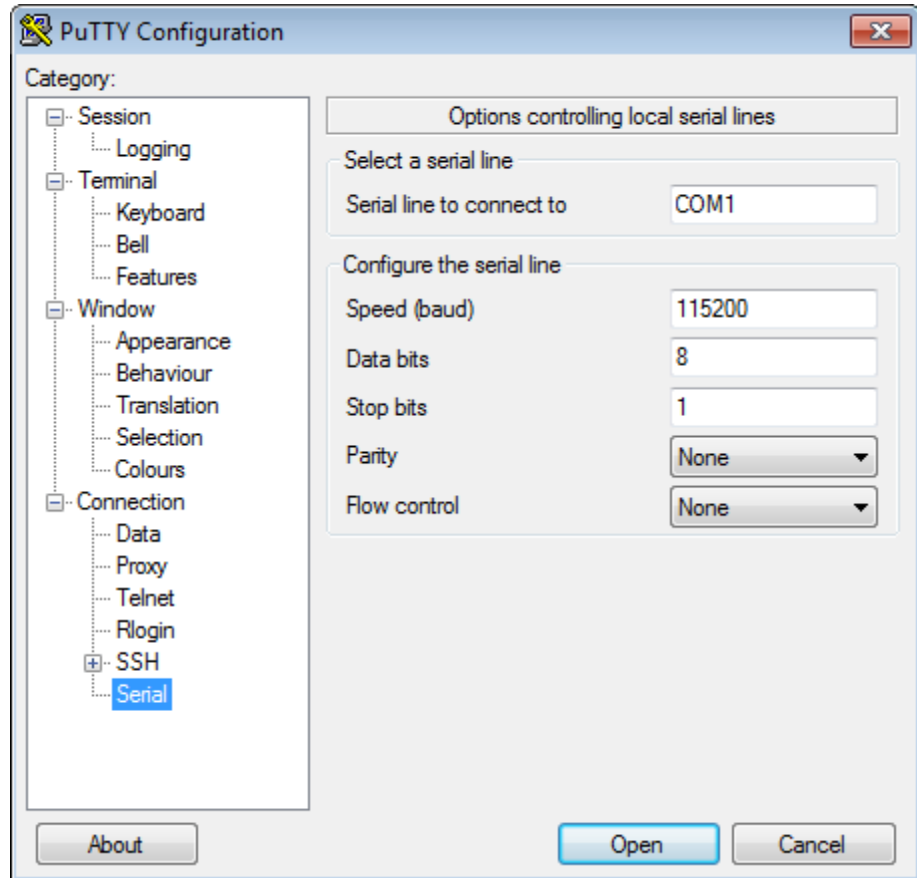 PuTTY Configuration
Category:
Session
Logging
Terminal
Keyboard
Bell
Features
Window
Appearance
Behaviour
Translation
Selection
Colours
Connection
Data
Proxy
Telnet
Rlogin
SSH
Serial
Options controlling local serial lines
Select a serial line
Serial line to connect to COM1
Configure the serial line
Speed (baud) 115200
Data bits 8
Stop bits 1
Parity None
Flow control None
About Open Cancel